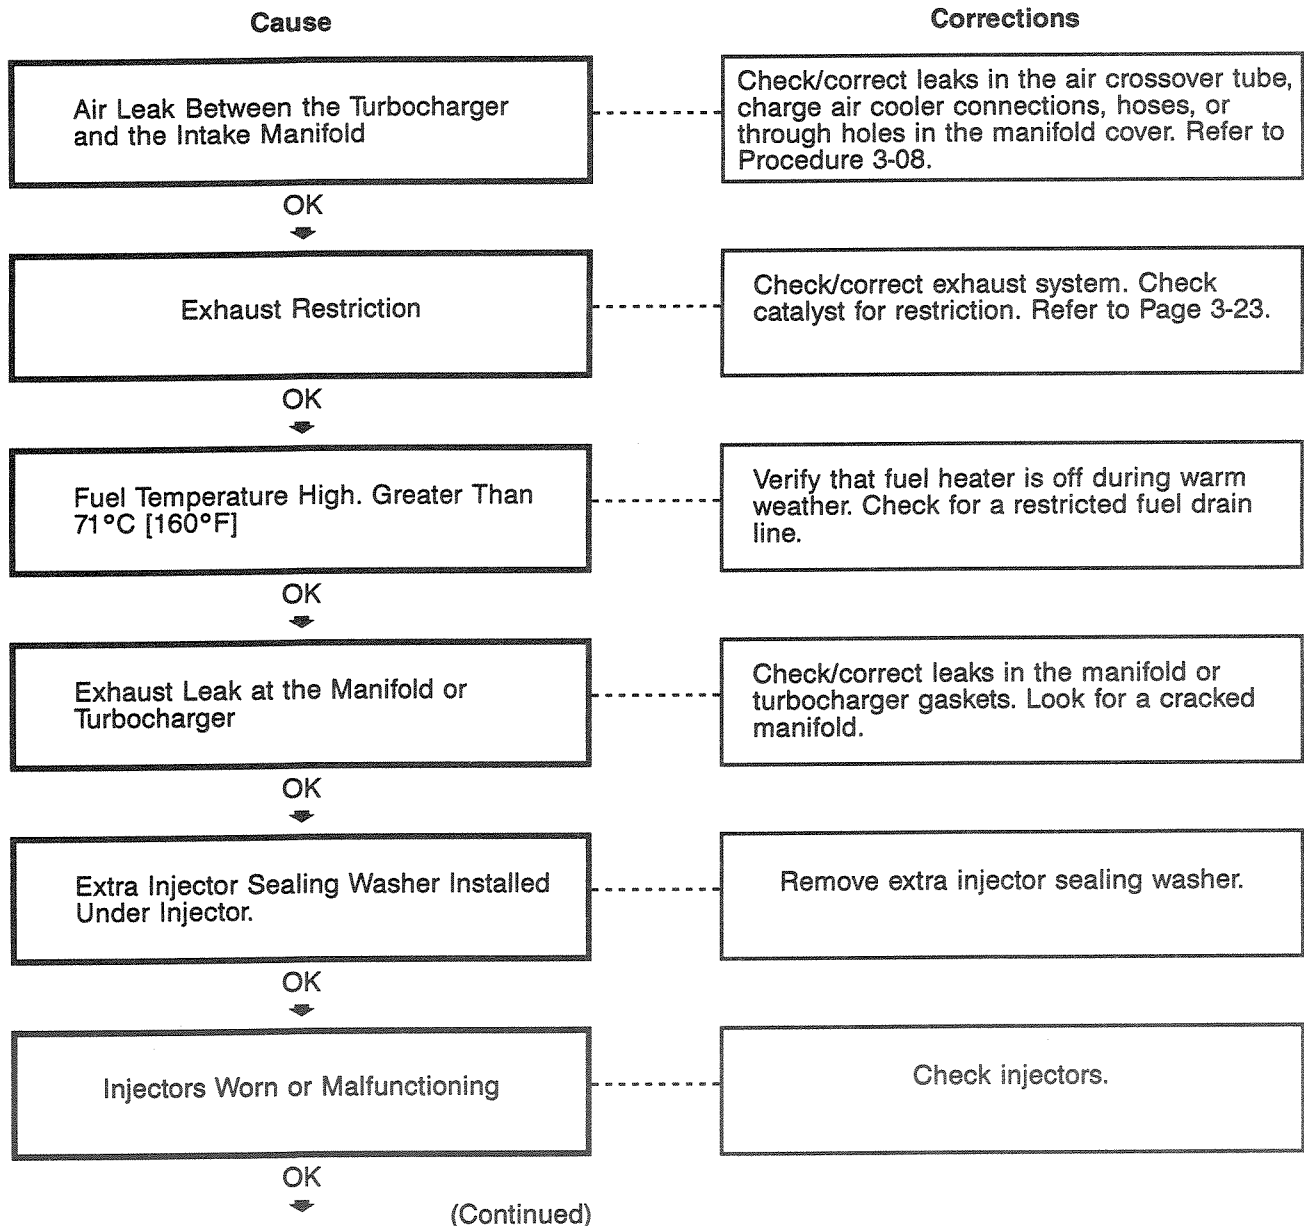 Cause
Corrections
Air Leak Between the Turbocharger
and the Intake Manifold
Check/correct leaks in the air crossover tube,
charge air cooler connections, hoses, or
through holes in the manifold cover. Refer to
Procedure 3-08.
OK
Exhaust Restriction
Check/correct exhaust system. Check
catalyst for restriction. Refer to Page 3-23.
OK
Fuel Temperature High. Greater Than
71°C [160°F]
Verify that fuel heater is off during warm
weather. Check for a restricted fuel drain
line.
OK
Exhaust Leak at the Manifold or
Turbocharger
Check/correct leaks in the manifold or
turbocharger gaskets. Look for a cracked
manifold.
OK
Extra Injector Sealing Washer Installed
Under Injector.
Remove extra injector sealing washer.
OK
Injectors Worn or Malfunctioning
Check injectors.
OK
(Continued)